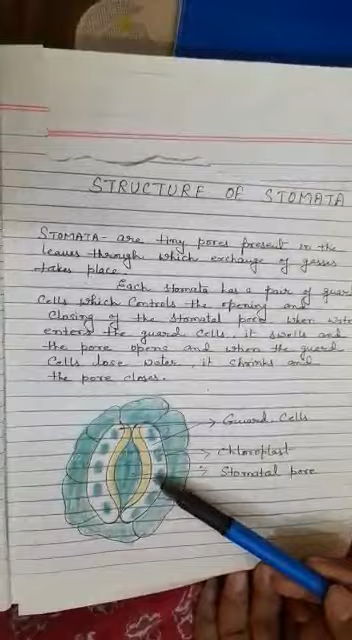 STRUCTURE OF STOMATA
STOMATA - are tiny pores present in the
leaves through which exchange of gasses
takes place.
Each stomata has a pair of guard
Cells which controls the opening and
closing of the stomatal pore. When wate
enters the guard cells, it swells and
the pore opens and when the guard
Cells lose water, it shrinks and
the pore closes.
Guard Cells
Chloroplast
Stomatal pore